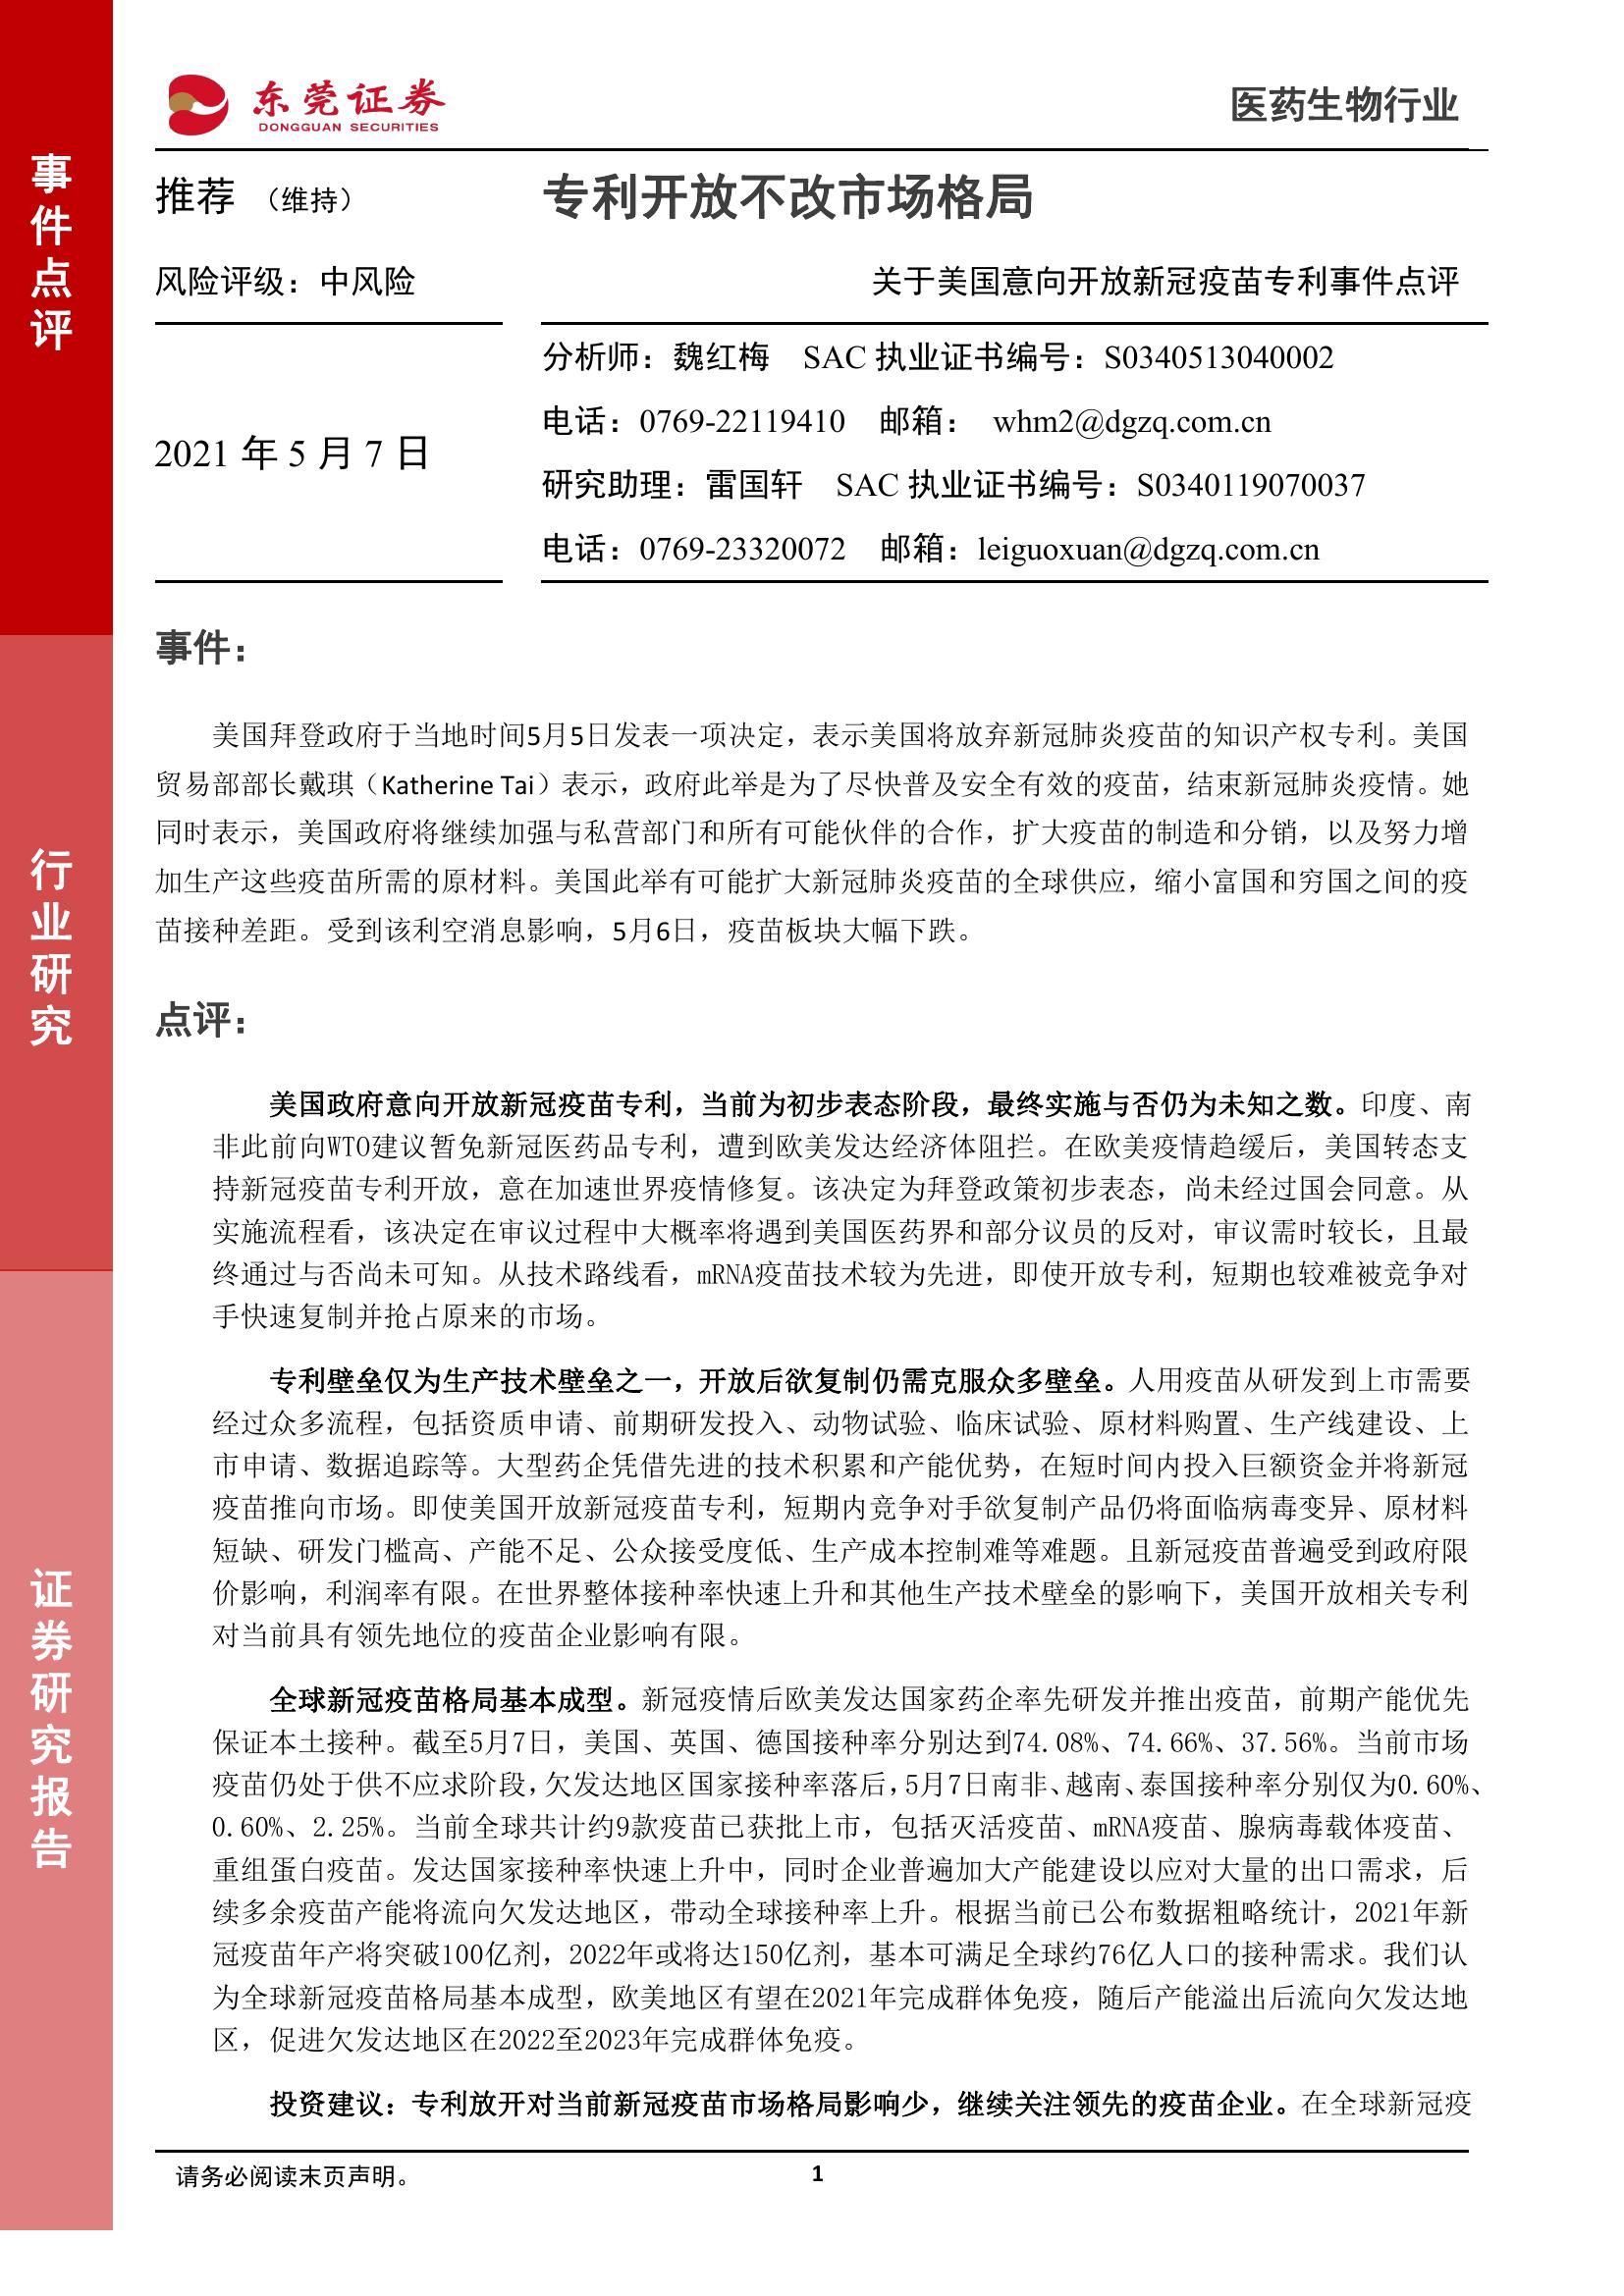 东莞证券
DONGGUAN SECURITIES
医药生物行业
事件点评
行业研究
证券研究报告
推荐 （维持）
专利开放不改市场格局
风险评级：中风险
关于美国意向开放新冠疫苗专利事件点评
2021 年 5 月 7 日
分析师：魏红梅 SAC 执业证书编号：S0340513040002
电话：0769-22119410 邮箱： whm2@dgzq.com.cn
研究助理：雷国轩 SAC 执业证书编号：S0340119070037
电话：0769-23320072 邮箱：leiguoxuan@dgzq.com.cn
事件：
美国拜登政府于当地时间5月5日发表一项决定，表示美国将放弃新冠肺炎疫苗的知识产权专利。美国
贸易部部长戴琪（Katherine Tai）表示，政府此举是为了尽快普及安全有效的疫苗，结束新冠肺炎疫情。她
同时表示，美国政府将继续加强与私营部门和所有可能伙伴的合作，扩大疫苗的制造和分销，以及努力增
加生产这些疫苗所需的原材料。美国此举有可能扩大新冠肺炎疫苗的全球供应，缩小富国和穷国之间的疫
苗接种差距。受到该利空消息影响，5月6日，疫苗板块大幅下跌。
点评：
美国政府意向开放新冠疫苗专利，当前为初步表态阶段，最终实施与否仍为未知之数。印度、南
非此前向WTO建议暂免新冠医药品专利，遭到欧美发达经济体阻拦。在欧美疫情趋缓后，美国转态支
持新冠疫苗专利开放，意在加速世界疫情修复。该决定为拜登政策初步表态，尚未经过国会同意。从
实施流程看，该决定在审议过程中大概率将遇到美国医药界和部分议员的反对，审议需时较长，且最
终通过与否尚未可知。从技术路线看，mRNA疫苗技术较为先进，即使开放专利，短期也较难被竞争对
手快速复制并抢占原来的市场。
专利壁垒仅为生产技术壁垒之一，开放后欲复制仍需克服众多壁垒。人用疫苗从研发到上市需要
经过众多流程，包括资质申请、前期研发投入、动物试验、临床试验、原材料购置、生产线建设、上
市申请、数据追踪等。大型药企凭借先进的技术积累和产能优势，在短时间内投入巨额资金并将新冠
疫苗推向市场。即使美国开放新冠疫苗专利，短期内竞争对手欲复制产品仍将面临病毒变异、原材料
短缺、研发门槛高、产能不足、公众接受度低、生产成本控制难等难题。且新冠疫苗普遍受到政府限
价影响，利润率有限。在世界整体接种率快速上升和其他生产技术壁垒的影响下，美国开放相关专利
对当前具有领先地位的疫苗企业影响有限。
全球新冠疫苗格局基本成型。新冠疫情后欧美发达国家药企率先研发并推出疫苗，前期产能优先
保证本土接种。截至5月7日，美国、英国、德国接种率分别达到74.08%、74.66%、37.56%。当前市场
疫苗仍处于供不应求阶段，欠发达地区国家接种率落后，5月7日南非、越南、泰国接种率分别仅为0.60%、
0.60%、2.25%。当前全球共计约9款疫苗已获批上市，包括灭活疫苗、mRNA疫苗、腺病毒载体疫苗、
重组蛋白疫苗。发达国家接种率快速上升中，同时企业普遍加大产能建设以应对大量的出口需求，后
续多余疫苗产能将流向欠发达地区，带动全球接种率上升。根据当前已公布数据粗略统计，2021年新
冠疫苗年产将突破100亿剂，2022年或将达150亿剂，基本可满足全球约76亿人口的接种需求。我们认
为全球新冠疫苗格局基本成型，欧美地区有望在2021年完成群体免疫，随后产能溢出后流向欠发达地
区，促进欠发达地区在2022至2023年完成群体免疫。
投资建议：专利放开对当前新冠疫苗市场格局影响少，继续关注领先的疫苗企业。在全球新冠疫
请务必阅读末页声明。
1